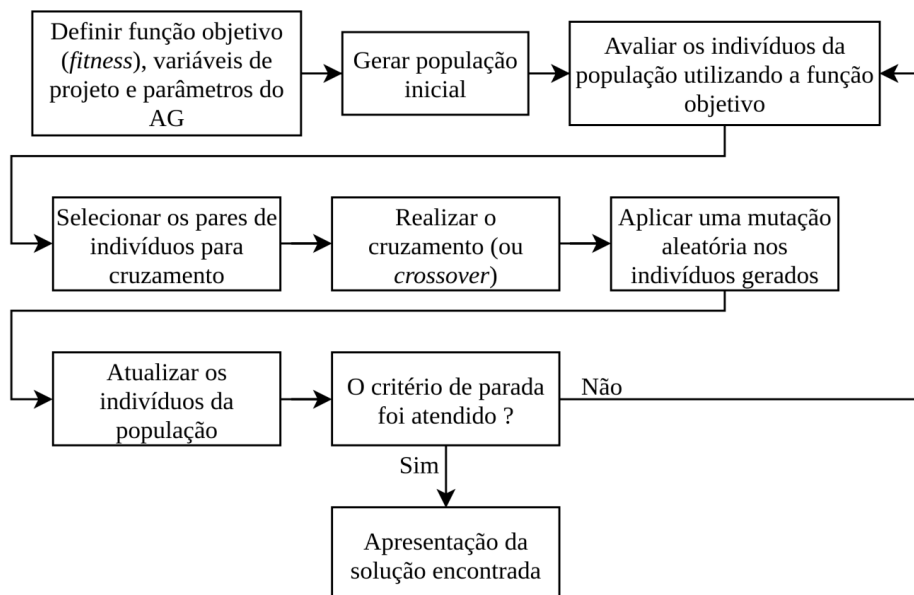 Definir função objetivo
(fitness), variáveis de
projeto e parâmetros do
AG
Gerar população
inicial
Avaliar os indivíduos da
população utilizando a função
objetivo
Selecionar os pares de
indivíduos para
cruzamento
Realizar o
cruzamento (ou
crossover)
Aplicar uma mutação
aleatória nos
indivíduos gerados
Atualizar os
indivíduos da
população
O critério de parada
foi atendido ?
Não
Sim
Apresentação da
solução encontrada